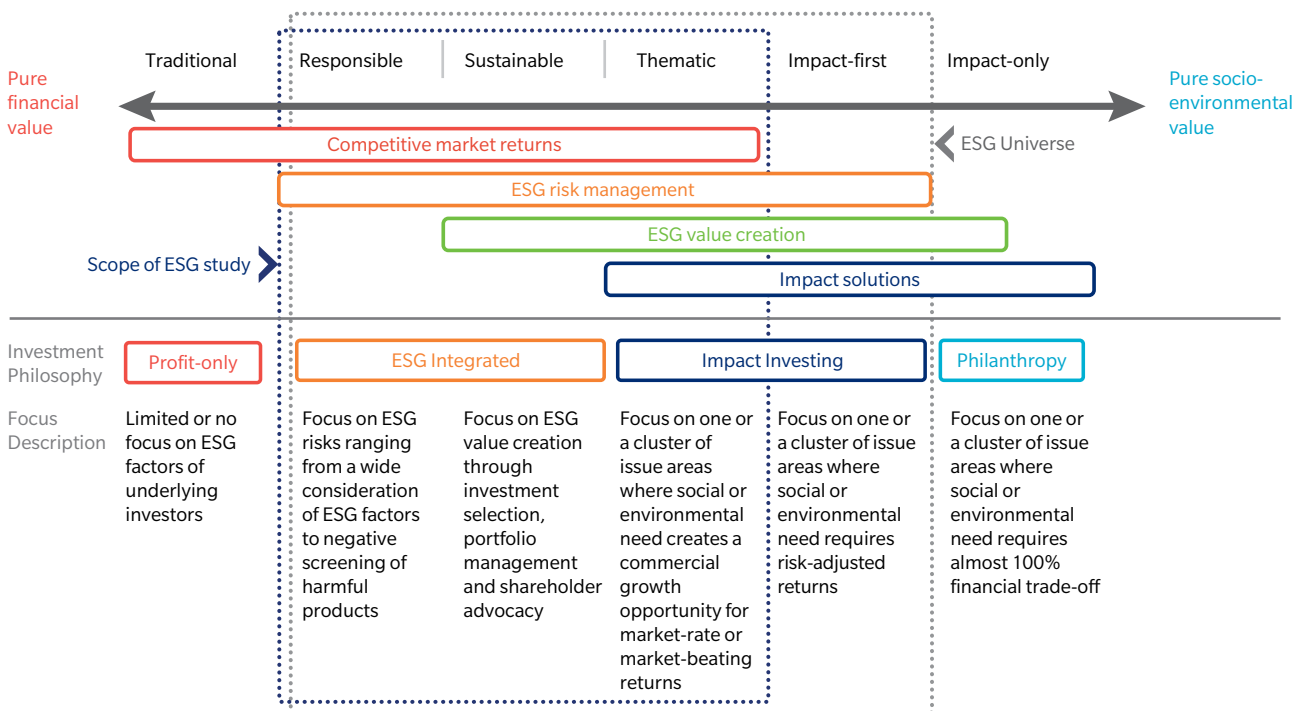 Traditional
Responsible
Sustainable
Thematic
Impact-first
Impact-only
Pure
financial
value
Pure socio-
environmental
value
Competitive market returns
ESG Universe
ESG risk management
ESG value creation
Scope of ESG study
Impact solutions
Investment
Philosophy
Profit-only
ESG Integrated
Impact Investing
Philanthropy
Focus
Description
Limited or no
focus on ESG
factors of
underlying
investors
Focus on ESG
risks ranging
from a wide
consideration
of ESG factors
to negative
screening of
harmful
products
Focus on ESG
value creation
through
investment
selection,
portfolio
management
and shareholder
advocacy
Focus on one or
a cluster of
issue areas
where social or
environmental
need creates a
commercial
growth
opportunity for
market-rate or
market-beating
returns
Focus on one or
a cluster of issue
areas where
social or
environmental
need requires
risk-adjusted
returns
Focus on one or
a cluster of issue
areas where
social or
environmental
need requires
almost 100%
financial trade-off